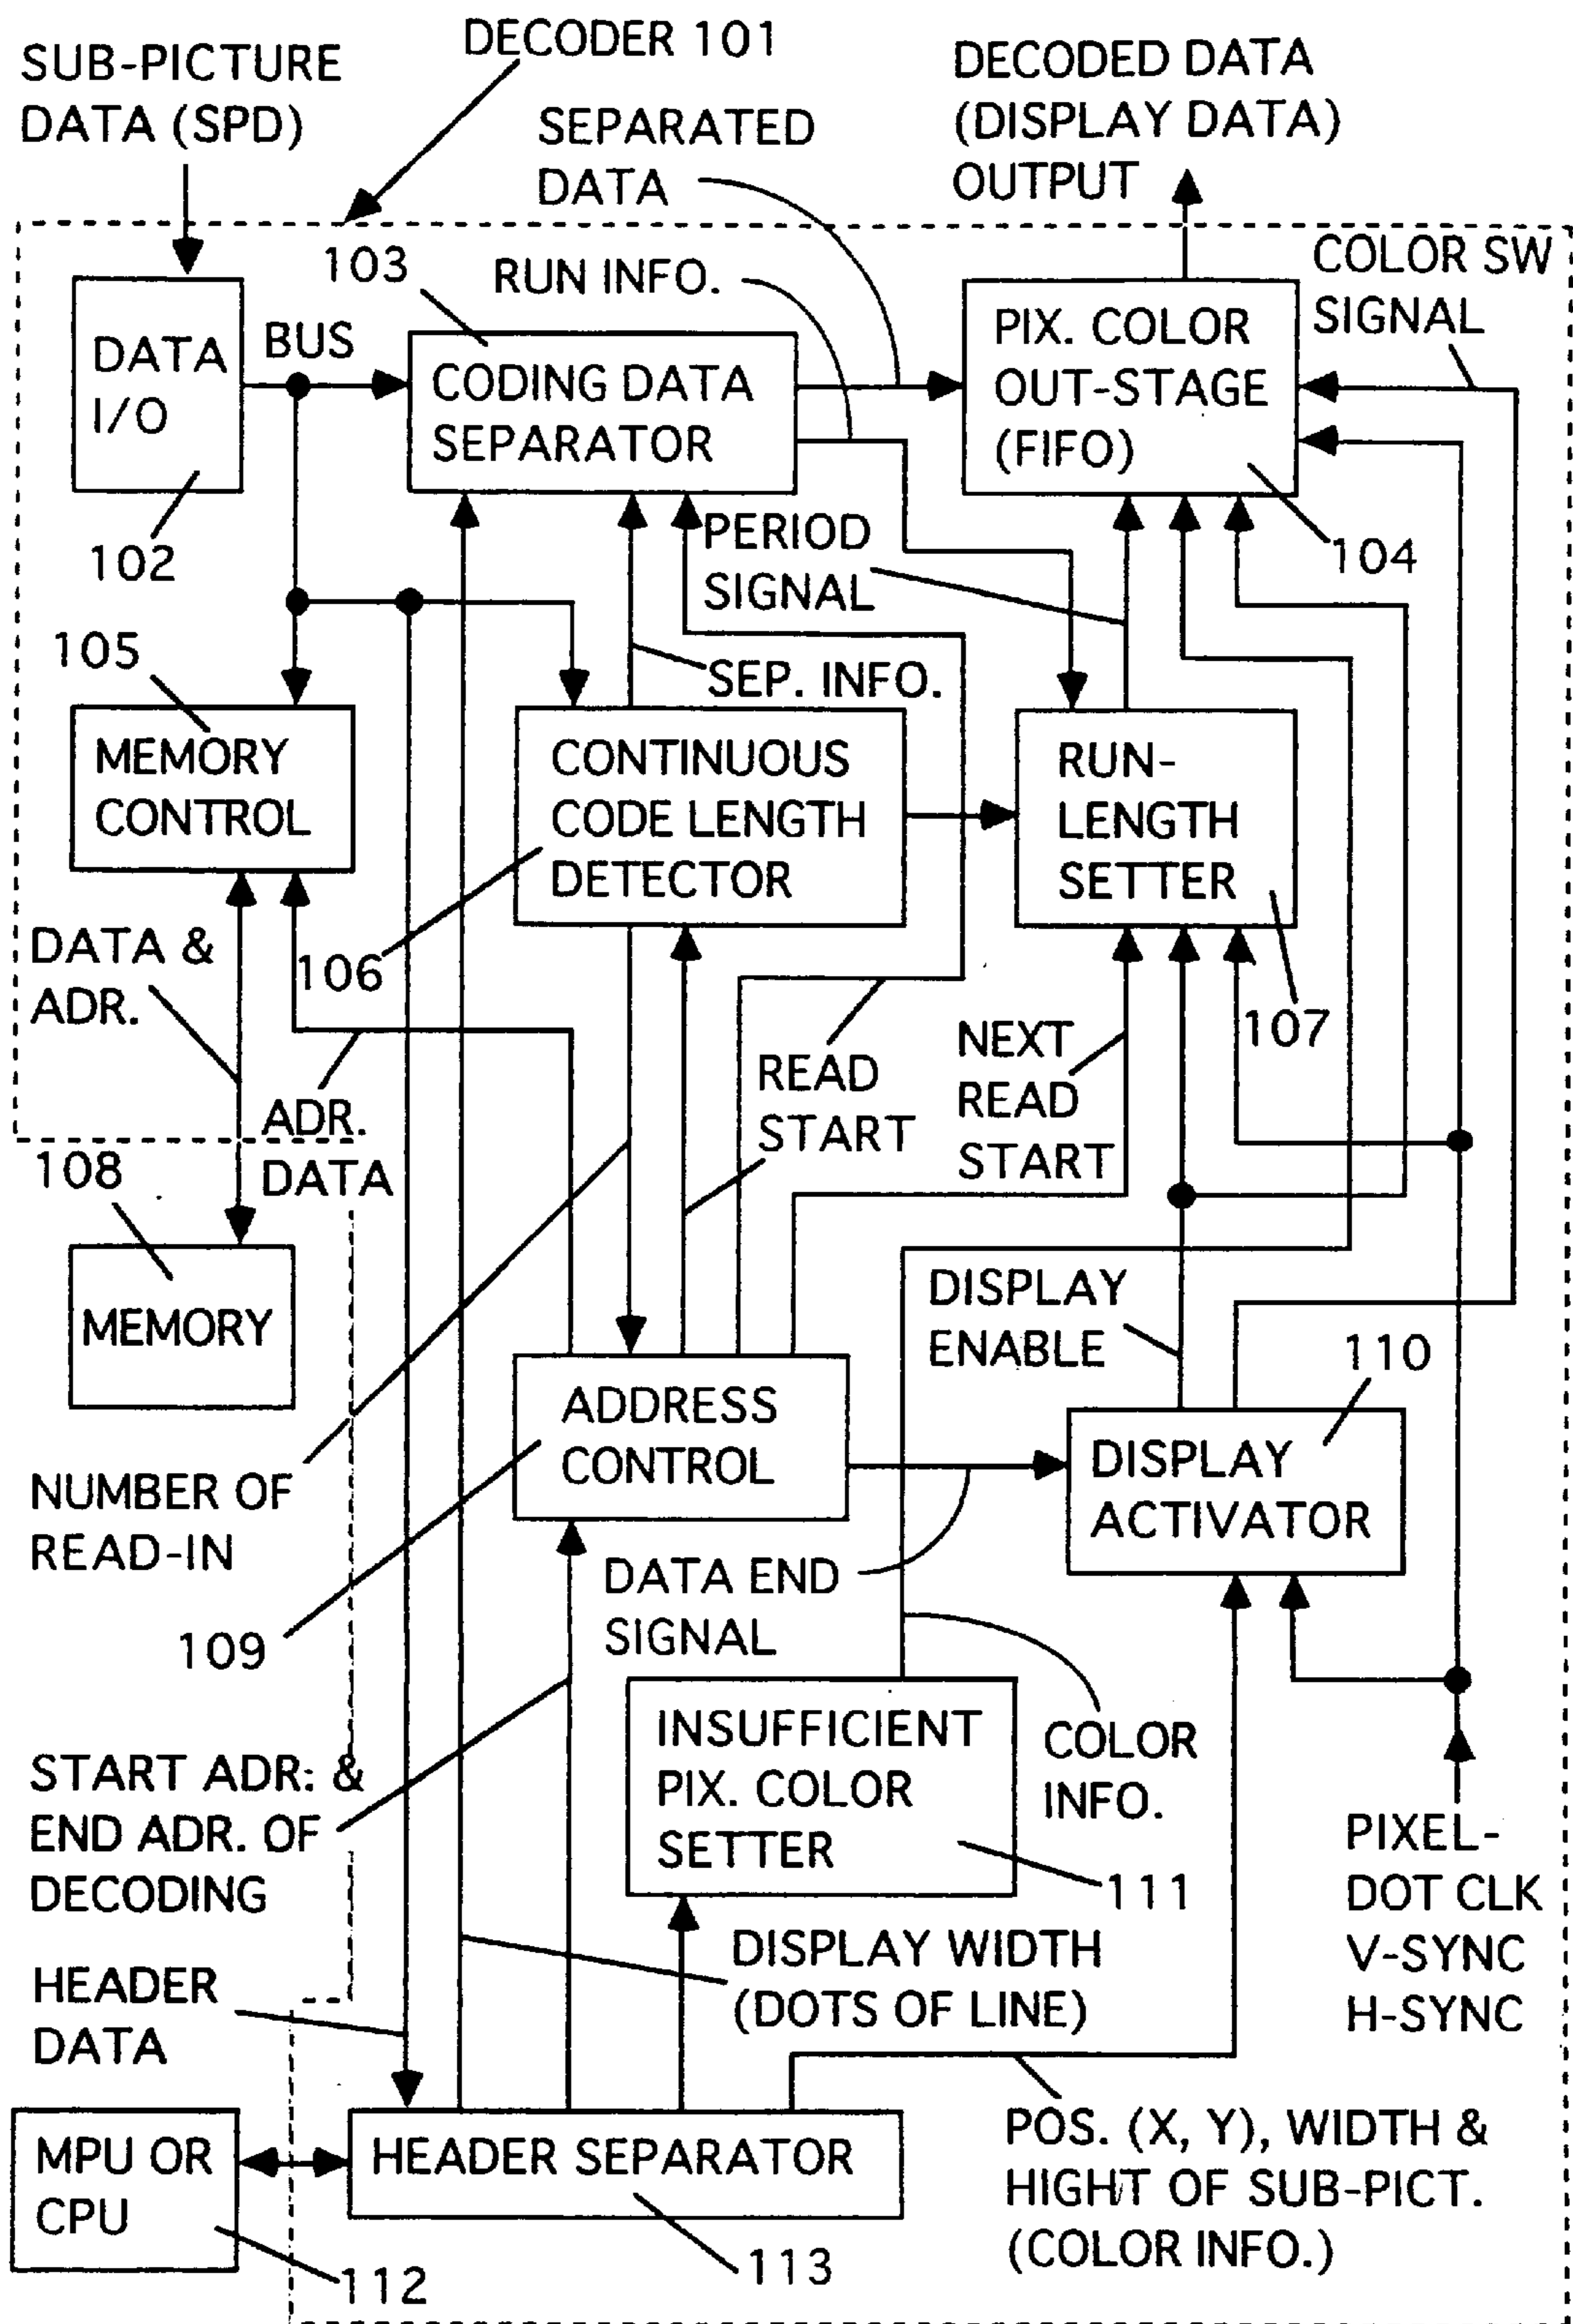 DECODER 101
SUB-PICTURE
DATA (SPD)
SEPARATED
DATA
DECODED DATA
(DISPLAY DATA)
OUTPUT
103
RUN INFO.
COLOR SW
SIGNAL
DATA
I/O
BUS
CODING DATA
SEPARATOR
PIX. COLOR
OUT-STAGE
(FIFO)
102
PERIOD
SIGNAL
104
105
SEP. INFO.
MEMORY
CONTROL
CONTINUOUS
CODE LENGTH
DETECTOR
RUN-
LENGTH
SETTER
DATA &
ADR.
106
107
ADR.
DATA
READ
START
NEXT
READ
START
108
MEMORY
DISPLAY
ENABLE
110
ADDRESS
CONTROL
DISPLAY
ACTIVATOR
NUMBER OF
READ-IN
DATA END
SIGNAL
109
INSUFFICIENT
PIX. COLOR
SETTER
COLOR
INFO.
START ADR: &
END ADR. OF
DECODING
111
PIXEL-
DOT CLK
V-SYNC
H-SYNC
DISPLAY WIDTH
(DOTS OF LINE)
HEADER
DATA
MPU OR
CPU
HEADER SEPARATOR
POS. (X, Y), WIDTH &
HIGHT OF SUB-PICT.
(COLOR INFO.)
112
113